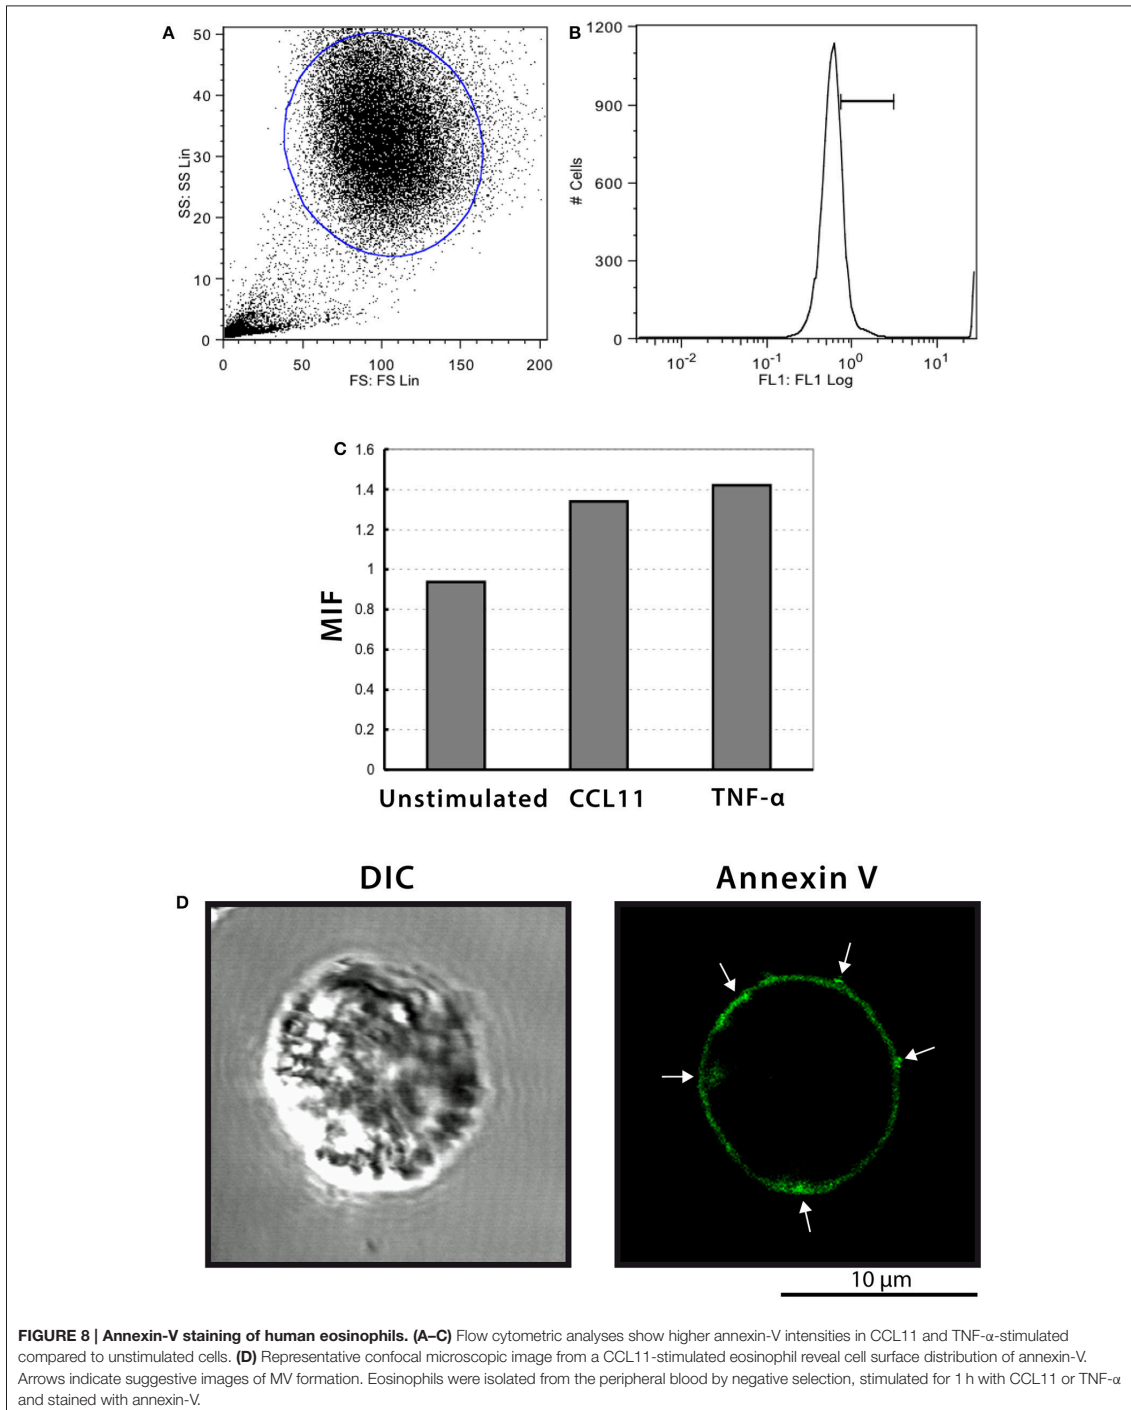 A
50
40
30
20
10
0
SS: SS Lin
0 50 100 150 200
FS: FS Lin
B
1200
900
600
300
0
# Cells
10-2 10-1 100 101
FL1: FL1 Log
C
1.6
1.4
1.2
1
0.8
0.6
0.4
0.2
0
MIF
Unstimulated CCL11 TNF-α
D
DIC
Annexin V
10 µm
FIGURE 8 | Annexin-V staining of human eosinophils. (A–C) Flow cytometric analyses show higher annexin-V intensities in CCL11 and TNF-α-stimulated
compared to unstimulated cells. (D) Representative confocal microscopic image from a CCL11-stimulated eosinophil reveal cell surface distribution of annexin-V.
Arrows indicate suggestive images of MV formation. Eosinophils were isolated from the peripheral blood by negative selection, stimulated for 1 h with CCL11 or TNF-α
and stained with annexin-V.